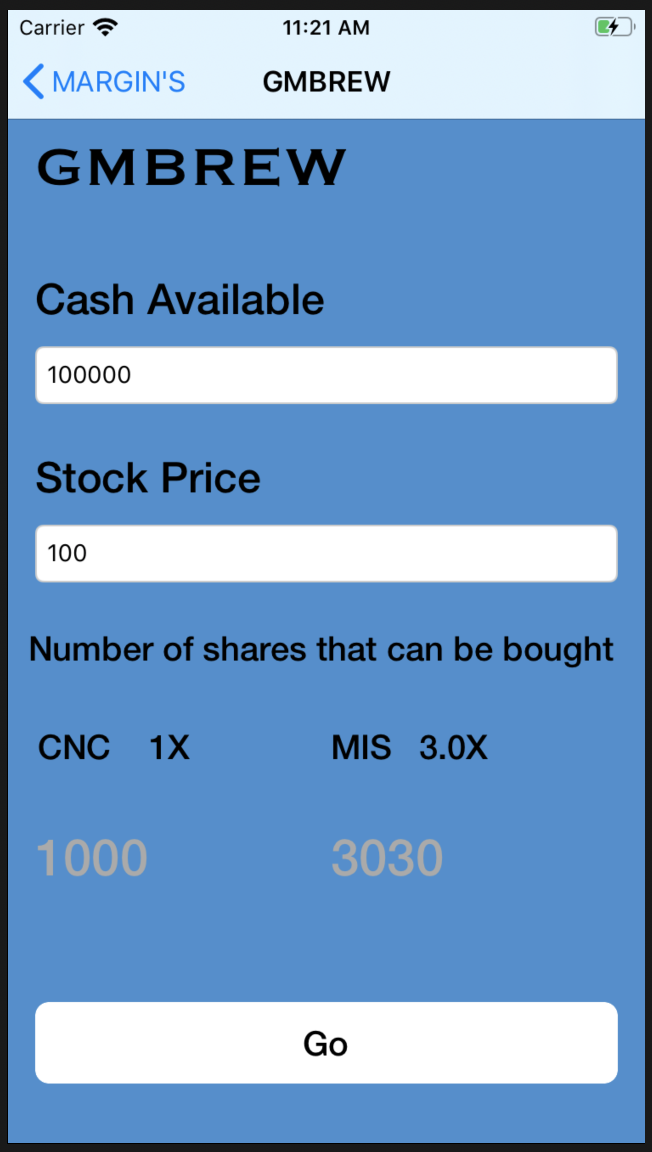 Carrier 11:21 AM
MARGIN'S GMBREW
GMBREW
Cash Available
100000
Stock Price
100
Number of shares that can be bought
CNC 1X MIS 3.0X
1000 3030
Go